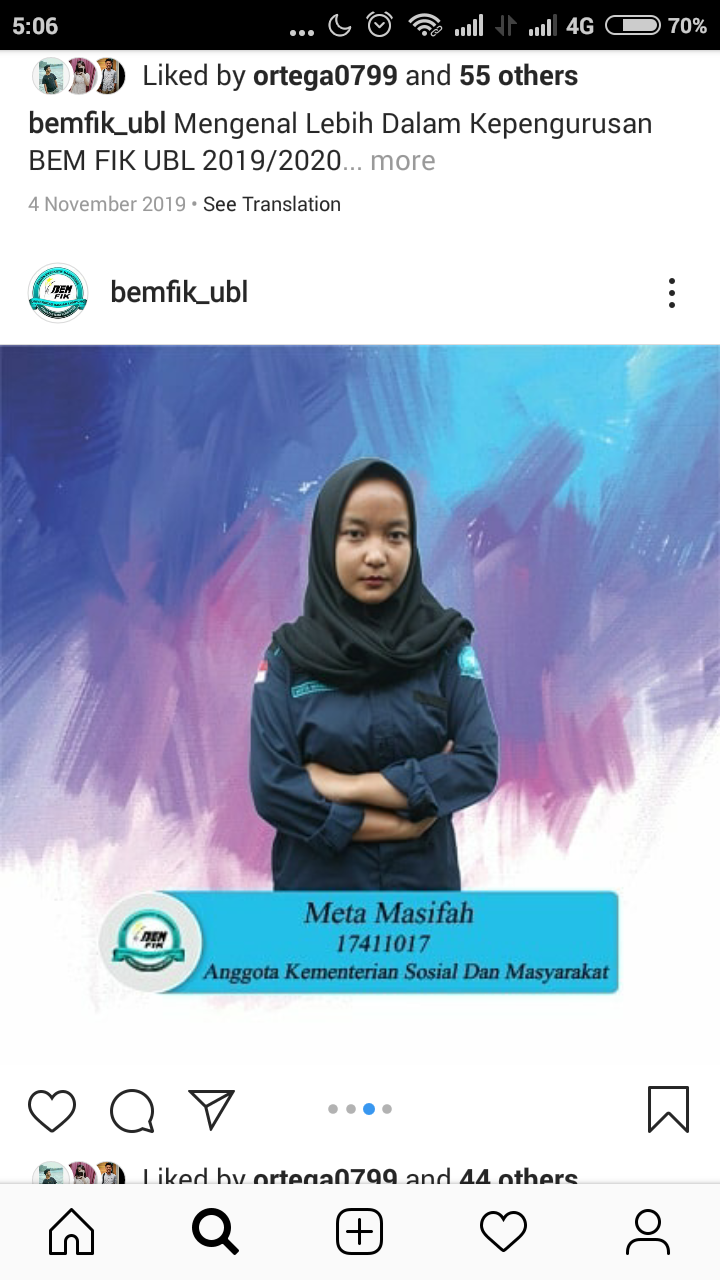 5:06
4G
70%
Liked by ortega0799 and 55 others
bemfik_ubl Mengenal Lebih Dalam Kepengurusan
BEM FIK UBL 2019/2020... more
4 November 2019 • See Translation
BEM
FIK
bemfik_ubl
Meta Masifah
17411017
Anggota Kementerian Sosial Dan Masyarakat
BEM
FIK
Liked by ortega0799 and 44 others